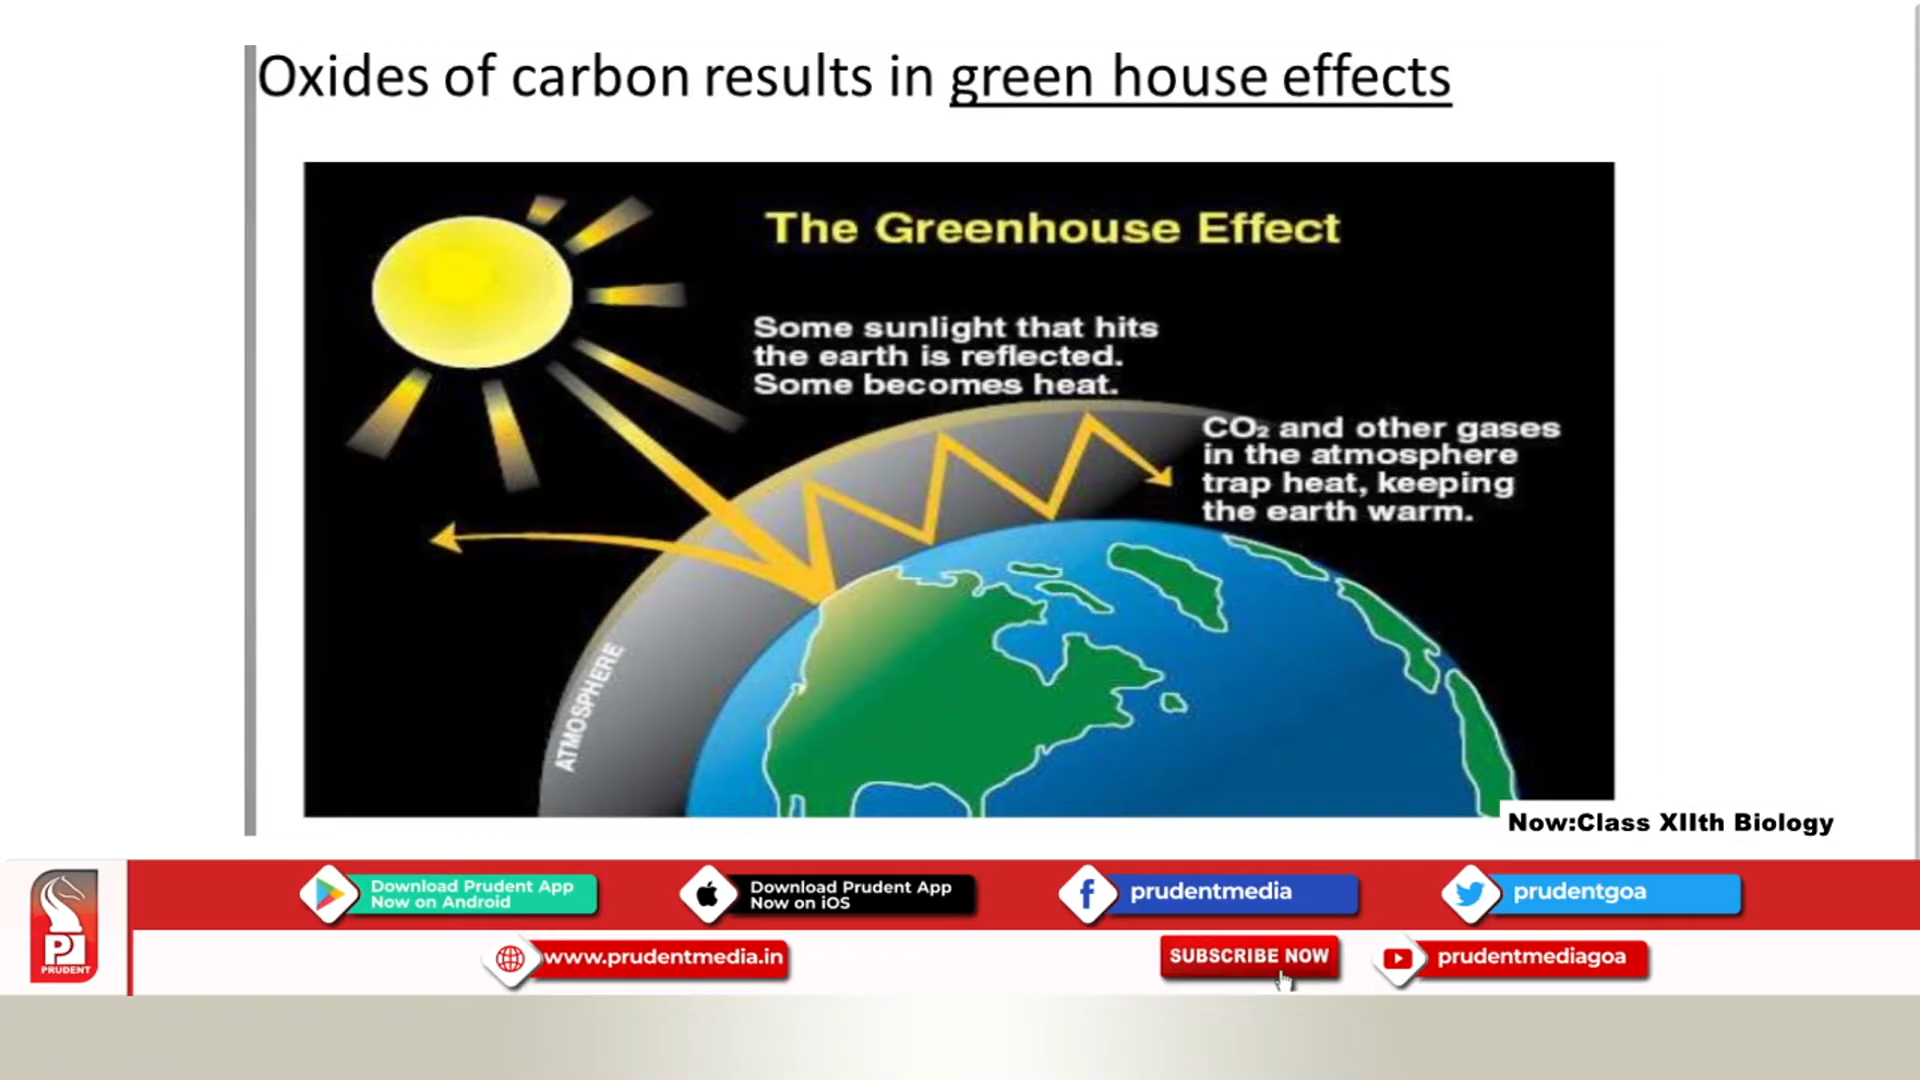 Oxides of carbon results in green house effects
The Greenhouse Effect
Some sunlight that hits
the earth is reflected.
Some becomes heat.
CO₂ and other gases
in the atmosphere
trap heat, keeping
the earth warm.
ATMOSPHERE
Now:Class XIIth Biology
Download Prudent App
Now on Android
Download Prudent App
Now on iOS
prudentmedia
prudentgoa
PRUDENT
www.prudentmedia.in
SUBSCRIBE NOW
prudentmediagoa